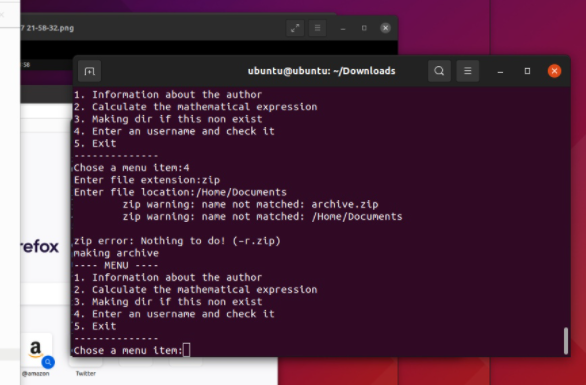 7 21-58-32.png
58
ubuntu@ubuntu: ~/Downloads
1. Information about the author
2. Calculate the mathematical expression
3. Making dir if this non exist
4. Enter an username and check it
5. Exit
--------------
Chose a menu item:4
Enter file extension:zip
Enter file location:/Home/Documents
zip warning: name not matched: archive.zip
zip warning: name not matched: /Home/Documents
zip error: Nothing to do! (-r.zip)
making archive
---- MENU ----
1. Information about the author
2. Calculate the mathematical expression
3. Making dir if this non exist
4. Enter an username and check it
5. Exit
--------------
Chose a menu item:
refox
a
@amazon
Twitter